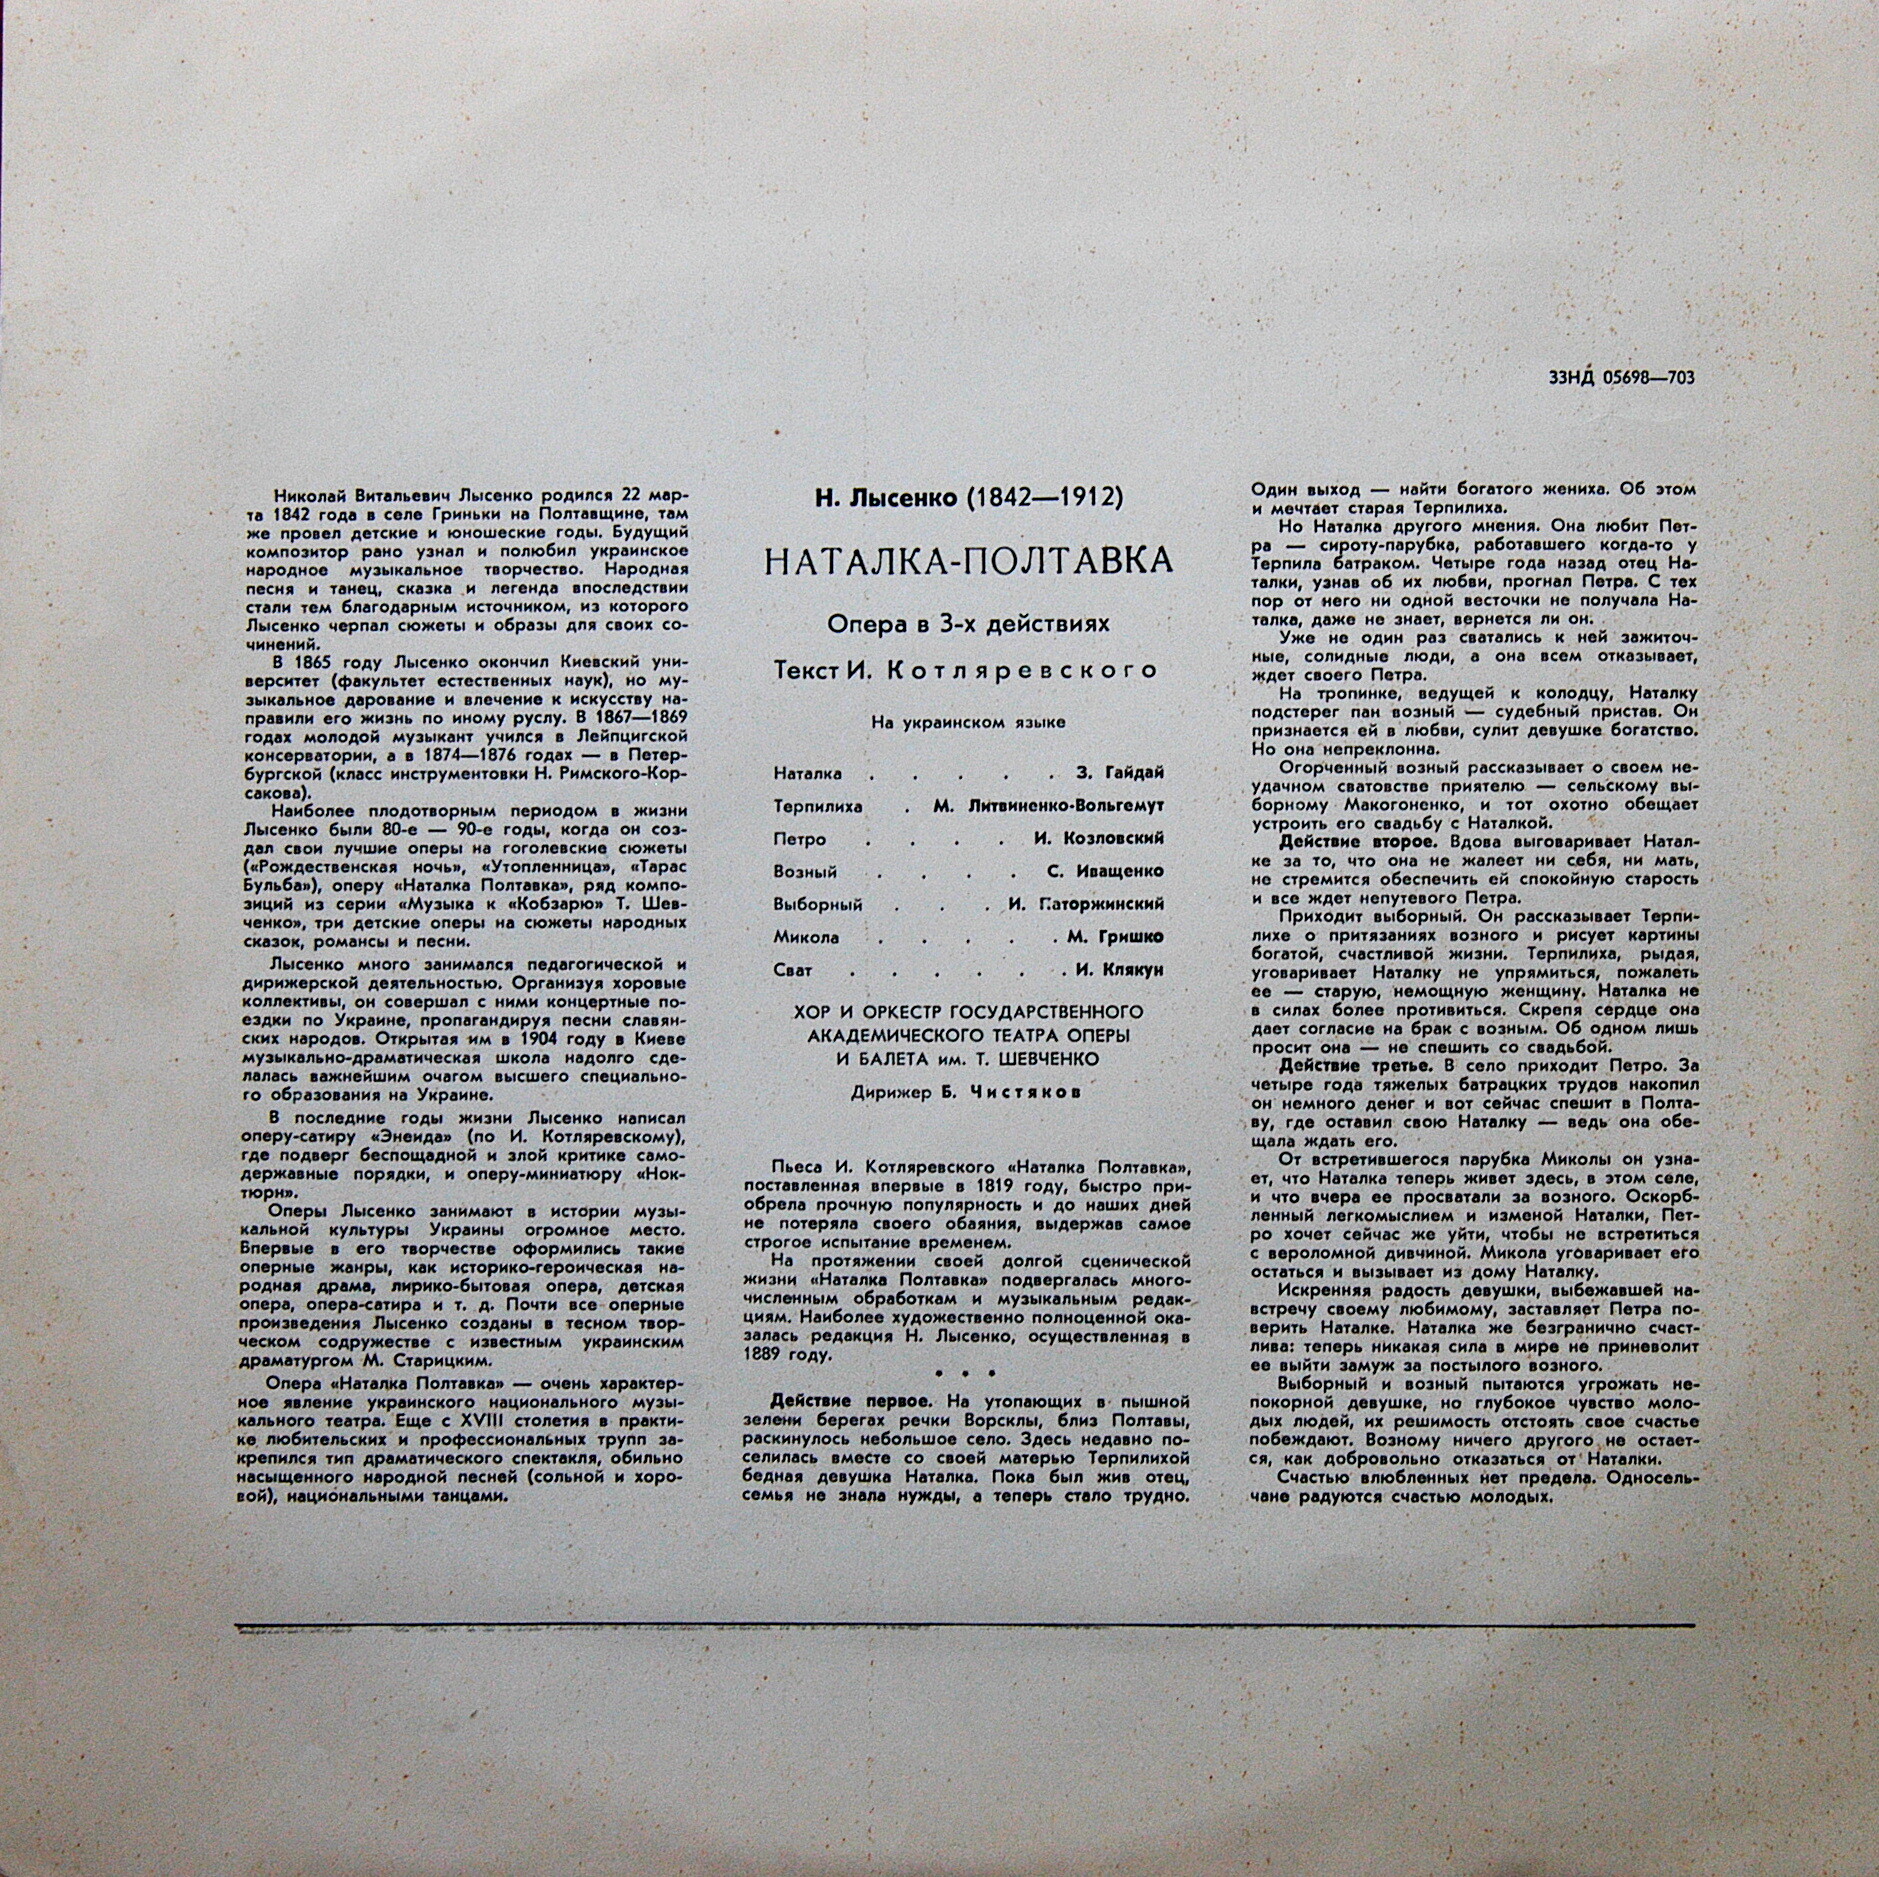 33НД 05698—703
Николай Витальевич Лысенко родился 22 мар-
та 1842 года в селе Гриньки на Полтавщине, там
же провел детские и юношеские годы. Будущий
композитор рано узнал и полюбил украинское
народное музыкальное творчество. Народная
песня и танец, сказка и легенда впоследствии
стали тем благодарным источником, из которого
Лысенко черпал сюжеты и образы для своих со-
чинений.
В 1865 году Лысенко окончил Киевский уни-
верситет (факультет естественных наук), но му-
зыкальное дарование и влечение к искусству на-
правили его жизнь по иному руслу. В 1867—1869
годах молодой музыкант учился в Лейпцигской
консерватории, а в 1874—1876 годах — в Петер-
бургской (класс инструментовки Н. Римского-Кор-
сакова).
Наиболее плодотворным периодом в жизни
Лысенко были 80-е — 90-е годы, когда он соз-
дал свои лучшие оперы на гоголевские сюжеты
(«Рождественская ночь», «Утопленница», «Тарас
Бульба»), оперу «Наталка Полтавка», ряд компо-
зиций из серии «Музыка к «Кобзарю» Т. Шев-
ченко», три детские оперы на сюжеты народных
сказок, романсы и песни.
Лысенко много занимался педагогической и
дирижерской деятельностью. Организуя хоровые
коллективы, он совершал с ними концертные по-
ездки по Украине, пропагандируя песни славян-
ских народов. Открытая им в 1904 году в Киеве
музыкально-драматическая школа надолго сде-
лалась важнейшим очагом высшего специально-
го образования на Украине.
В последние годы жизни Лысенко написал
оперу-сатиру «Энеида» (по И. Котляревскому),
где подверг беспощадной и злой критике само-
державные порядки, и оперу-миниатюру «Нок-
тюрн».
Оперы Лысенко занимают в истории музы-
кальной культуры Украины огромное место.
Впервые в его творчестве оформились такие
оперные жанры, как историко-героическая на-
родная драма, лирико-бытовая опера, детская
опера, опера-сатира и т. д. Почти все оперные
произведения Лысенко созданы в тесном твор-
ческом содружестве с известным украинским
драматургом М. Старицким.
Опера «Наталка Полтавка» — очень характер-
ное явление украинского национального музы-
кального театра. Еще с XVIII столетия в практи-
ке любительских и профессиональных трупп за-
крепился тип драматического спектакля, обильно
насыщенного народной песней (сольной и хоро-
вой), национальными танцами.
Н. Лысенко (1842—1912)
НАТАЛКА-ПОЛТАВКА
Опера в 3-х действиях
Текст И. Котляревского
На украинском языке
Наталка . . . . . З. Гайдай
Терпилиха . М. Литвиненко-Вольгемут
Петро . . . . И. Козловский
Возный . . . . С. Иващенко
Выборный . . . И. Паторжинский
Микола . . . . . М. Гришко
Сват . . . . . . И. Клякун
ХОР И ОРКЕСТР ГОСУДАРСТВЕННОГО
АКАДЕМИЧЕСКОГО ТЕАТРА ОПЕРЫ
И БАЛЕТА им. Т. ШЕВЧЕНКО
Дирижер Б. Чистяков
Пьеса И. Котляревского «Наталка Полтавка»,
поставленная впервые в 1819 году, быстро при-
обрела прочную популярность и до наших дней
не потеряла своего обаяния, выдержав самое
строгое испытание временем.
На протяжении своей долгой сценической
жизни «Наталка Полтавка» подвергалась много-
численным обработкам и музыкальным редак-
циям. Наиболее художественно полноценной ока-
залась редакция Н. Лысенко, осуществленная в
1889 году.
• • •
Действие первое. На утопающих в пышной
зелени берегах речки Ворсклы, близ Полтавы,
раскинулось небольшое село. Здесь недавно по-
селилась вместе со своей матерью Терпилихой
бедная девушка Наталка. Пока был жив отец,
семья не знала нужды, а теперь стало трудно.
Один выход — найти богатого жениха. Об этом
и мечтает старая Терпилиха.
Но Наталка другого мнения. Она любит Пет-
ра — сироту-парубка, работавшего когда-то у
Терпила батраком. Четыре года назад отец На-
талки, узнав об их любви, прогнал Петра. С тех
пор от него ни одной весточки не получала На-
талка, даже не знает, вернется ли он.
Уже не один раз сватались к ней зажиточ-
ные, солидные люди, а она всем отказывает,
ждет своего Петра.
На тропинке, ведущей к колодцу, Наталку
подстерег пан возный — судебный пристав. Он
признается ей в любви, сулит девушке богатство.
Но она непреклонна.
Огорченный возный рассказывает о своем не-
удачном сватовстве приятелю — сельскому вы-
борному Макогоненко, и тот охотно обещает
устроить его свадьбу с Наталкой.
Действие второе. Вдова выговаривает Натал-
ке за то, что она не жалеет ни себя, ни мать,
не стремится обеспечить ей спокойную старость
и все ждет непутевого Петра.
Приходит выборный. Он рассказывает Терпи-
лихе о притязаниях возного и рисует картины
богатой, счастливой жизни. Терпилиха, рыдая,
уговаривает Наталку не упрямиться, пожалеть
ее — старую, немощную женщину. Наталка не
в силах более противиться. Скрепя сердце она
дает согласие на брак с возным. Об одном лишь
просит она — не спешить со свадьбой.
Действие третье. В село приходит Петро. За
четыре года тяжелых батрацких трудов накопил
он немного денег и вот сейчас спешит в Полта-
ву, где оставил свою Наталку — ведь она обе-
щала ждать его.
От встретившегося парубка Миколы он узна-
ет, что Наталка теперь живет здесь, в этом селе,
и что вчера ее просватали за возного. Оскорб-
ленный легкомыслием и изменой Наталки, Пет-
ро хочет сейчас же уйти, чтобы не встретиться
с вероломной дивчиной. Микола уговаривает его
остаться и вызывает из дому Наталку.
Искренняя радость девушки, выбежавшей на-
встречу своему любимому, заставляет Петра по-
верить Наталке. Наталка же безгранично счаст-
лива: теперь никакая сила в мире не приневолит
ее выйти замуж за постылого возного.
Выборный и возный пытаются угрожать не-
покорной девушке, но глубокое чувство моло-
дых людей, их решимость отстоять свое счастье
побеждают. Возному ничего другого не остает-
ся, как добровольно отказаться от Наталки.
Счастью влюбленных нет предела. Односель-
чане радуются счастью молодых.